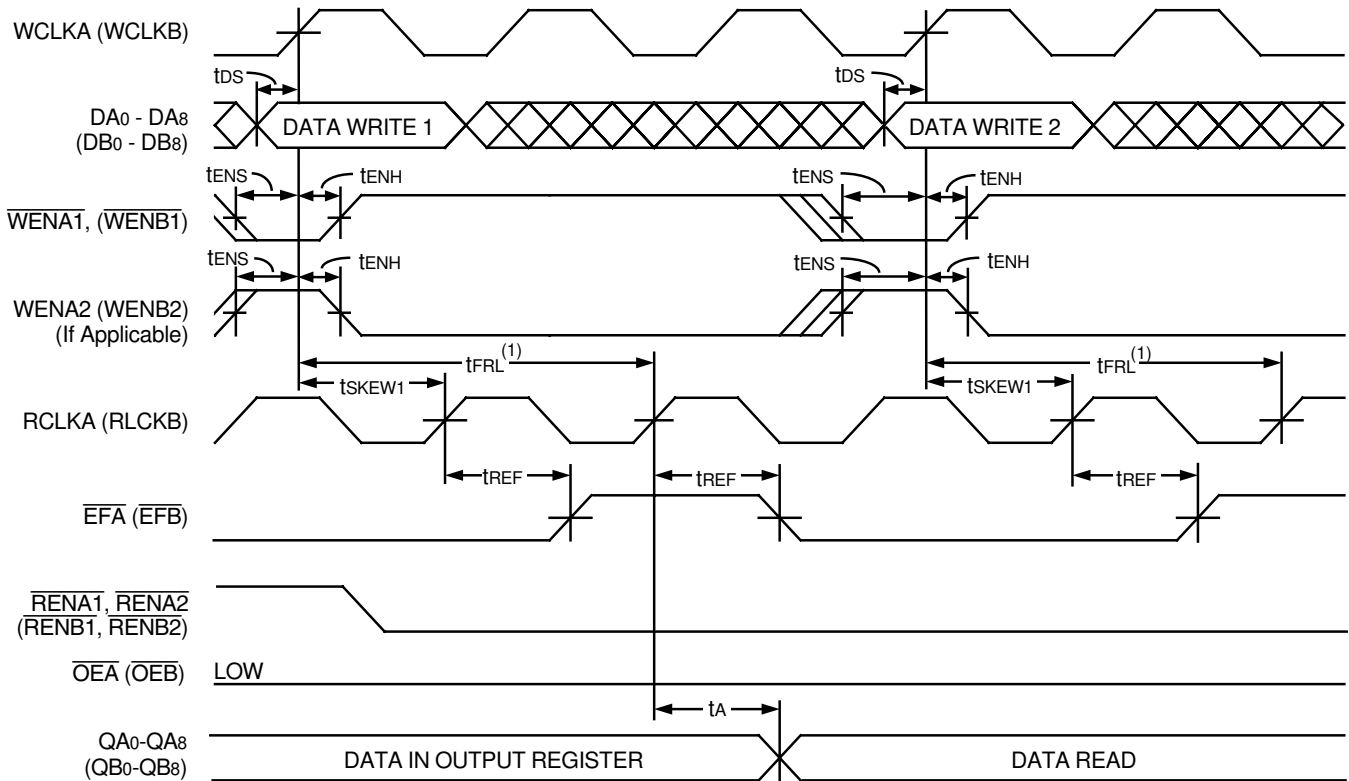 WCLKA (WCLKB)
tDS
tDS
DA0 - DA8
(DB0 - DB8)
DATA WRITE 1
DATA WRITE 2
tENS
tENH
tENS
tENH
WENA1, (WENB1)
tENS
tENH
tENS
tENH
WENA2 (WENB2)
(If Applicable)
tFRL(1)
tFRL(1)
tSKEW1
tSKEW1
RCLKA (RLCKB)
tREF
tREF
tREF
EFA (EFB)
RENA1, RENA2
(RENB1, RENB2)
OEA (OEB)
LOW
tA
QA0-QA8
(QB0-QB8)
DATA IN OUTPUT REGISTER
DATA READ